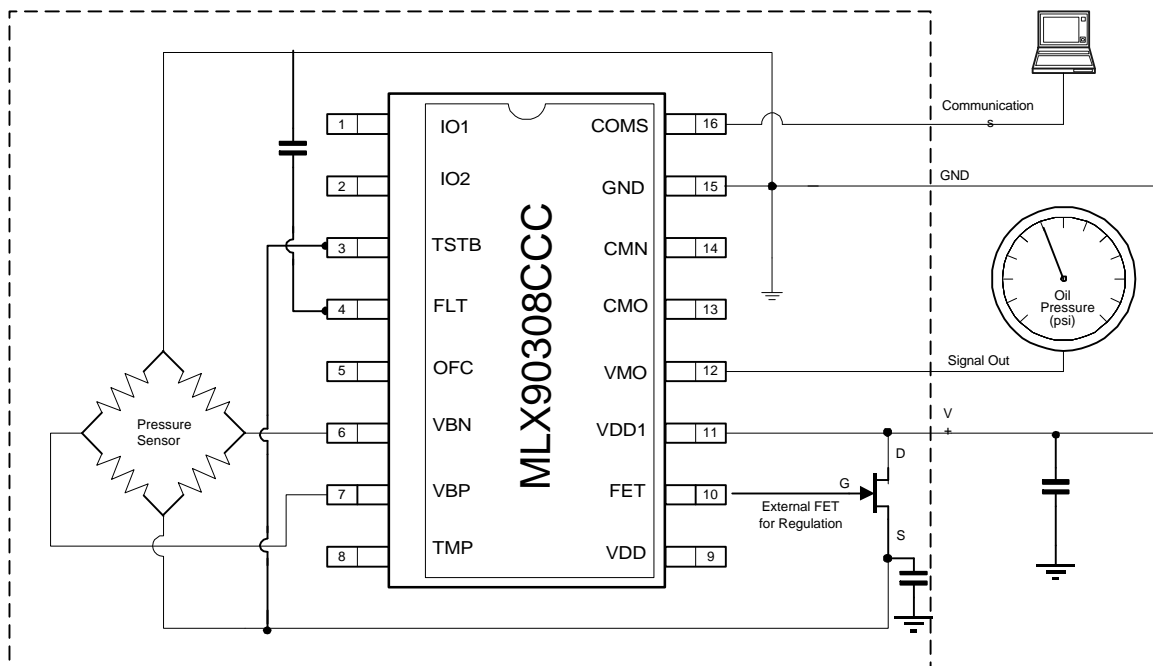 1 IO1
2 IO2
3 TSTB
4 FLT
5 OFC
6 VBN
7 VBP
8 TMP
MLX90308CCC
COMS 16
GND 15
CMN 14
CMO 13
VMO 12
VDD1 11
FET 10
VDD 9
Pressure
Sensor
Communication
s
GND
Oil
Pressure
(psi)
Signal Out
V
+
D
G
S
External FET
for Regulation